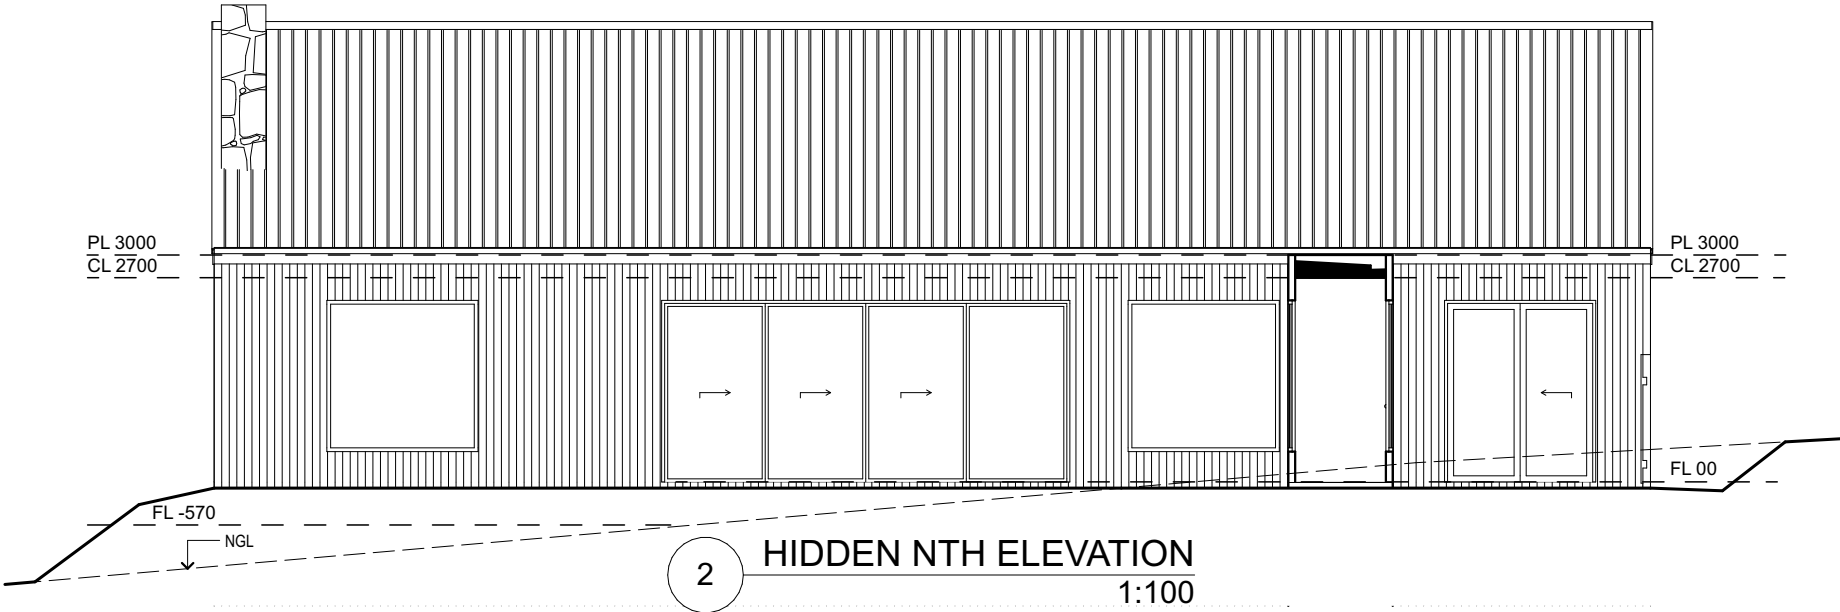 PL 3000
CL 2700
PL 3000
CL 2700
FL 00
FL -570
NGL
2
HIDDEN NTH ELEVATION
1:100